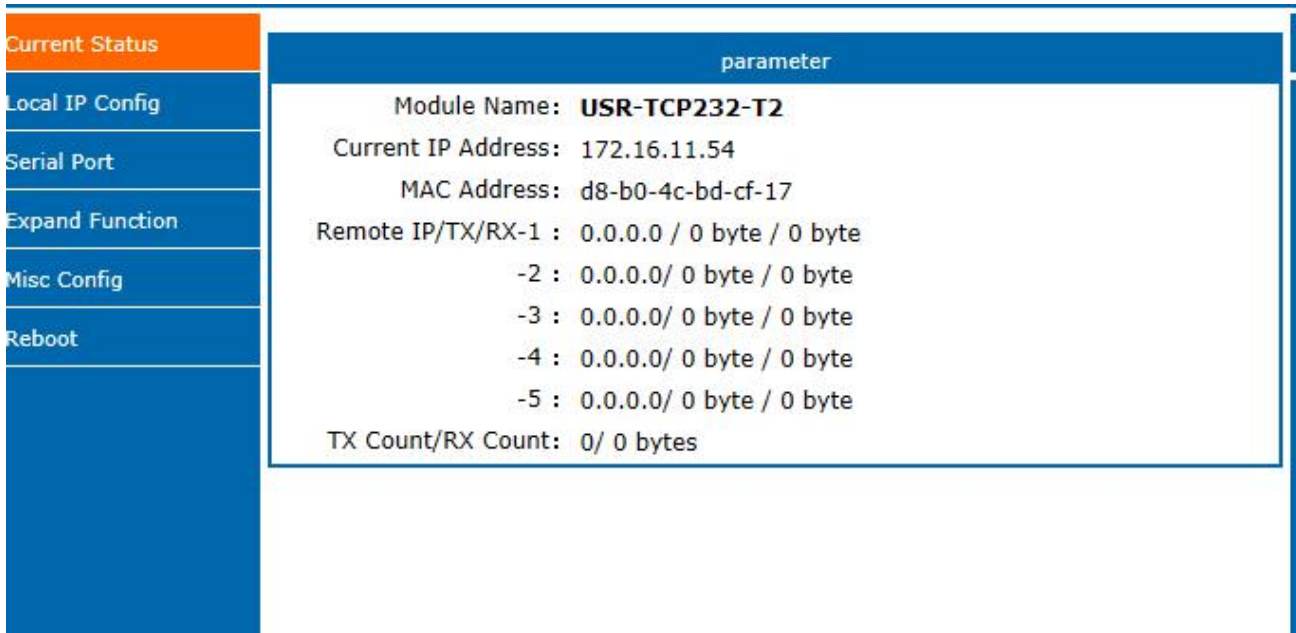 Current Status
Local IP Config
Serial Port
Expand Function
Misc Config
Reboot
parameter
Module Name: USR-TCP232-T2
Current IP Address: 172.16.11.54
MAC Address: d8-b0-4c-bd-cf-17
Remote IP/TX/RX-1 : 0.0.0.0 / 0 byte / 0 byte
-2 : 0.0.0.0/ 0 byte / 0 byte
-3 : 0.0.0.0/ 0 byte / 0 byte
-4 : 0.0.0.0/ 0 byte / 0 byte
-5 : 0.0.0.0/ 0 byte / 0 byte
TX Count/RX Count: 0/ 0 bytes